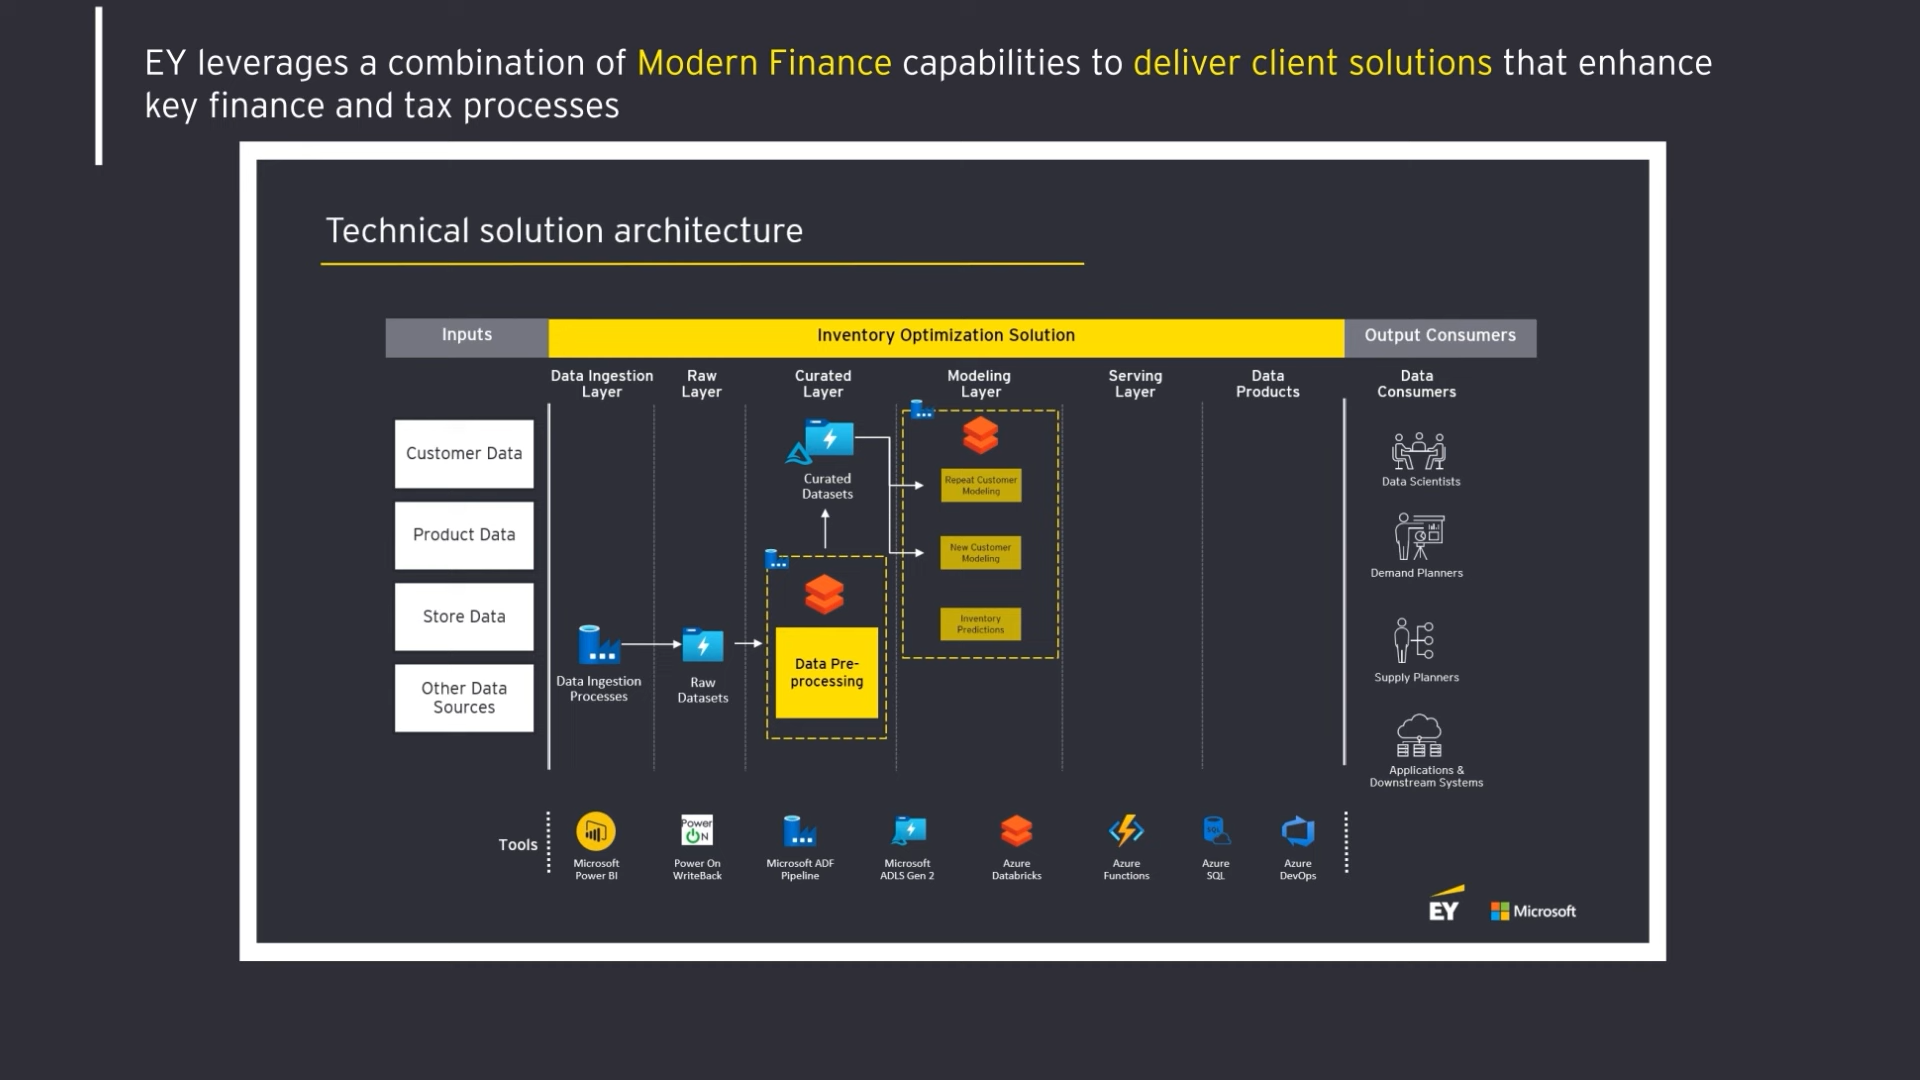 EY leverages a combination of Modern Finance capabilities to deliver client solutions that enhance
key finance and tax processes
Technical solution architecture
Inputs
Inventory Optimization Solution
Output Consumers
Data Ingestion
Layer
Raw
Layer
Curated
Layer
Modeling
Layer
Serving
Layer
Data
Products
Data
Consumers
Customer Data
Product Data
Store Data
Other Data
Sources
Data Ingestion
Processes
Raw
Datasets
Data Pre-
processing
Curated
Datasets
Repeat Customer
Modeling
New Customer
Modeling
Inventory
Predictions
Data Scientists
Demand Planners
Supply Planners
Applications &
Downstream Systems
Tools
Microsoft
Power BI
Power
ON
Power On
WriteBack
Microsoft ADF
Pipeline
Microsoft
ADLS Gen 2
Azure
Databricks
Azure
Functions
SQL
Azure
SQL
Azure
DevOps
EY
Microsoft